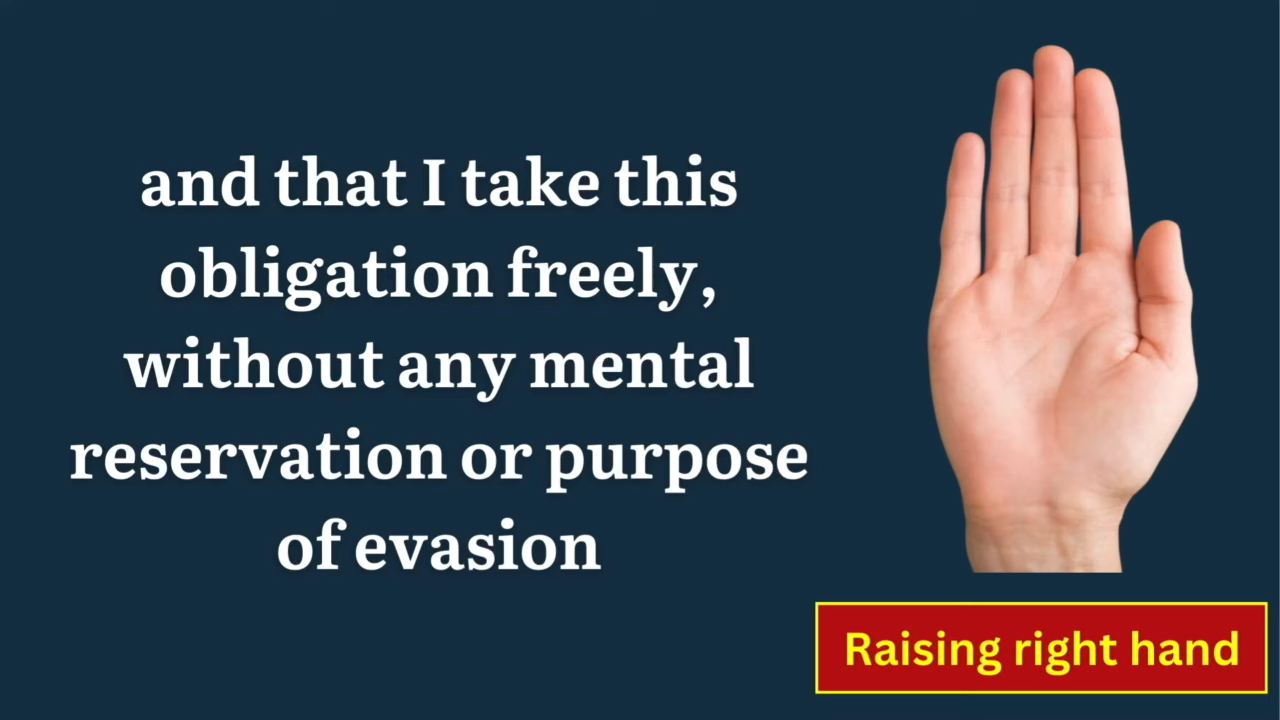 and that I take this
obligation freely,
without any mental
reservation or purpose
of evasion
Raising right hand